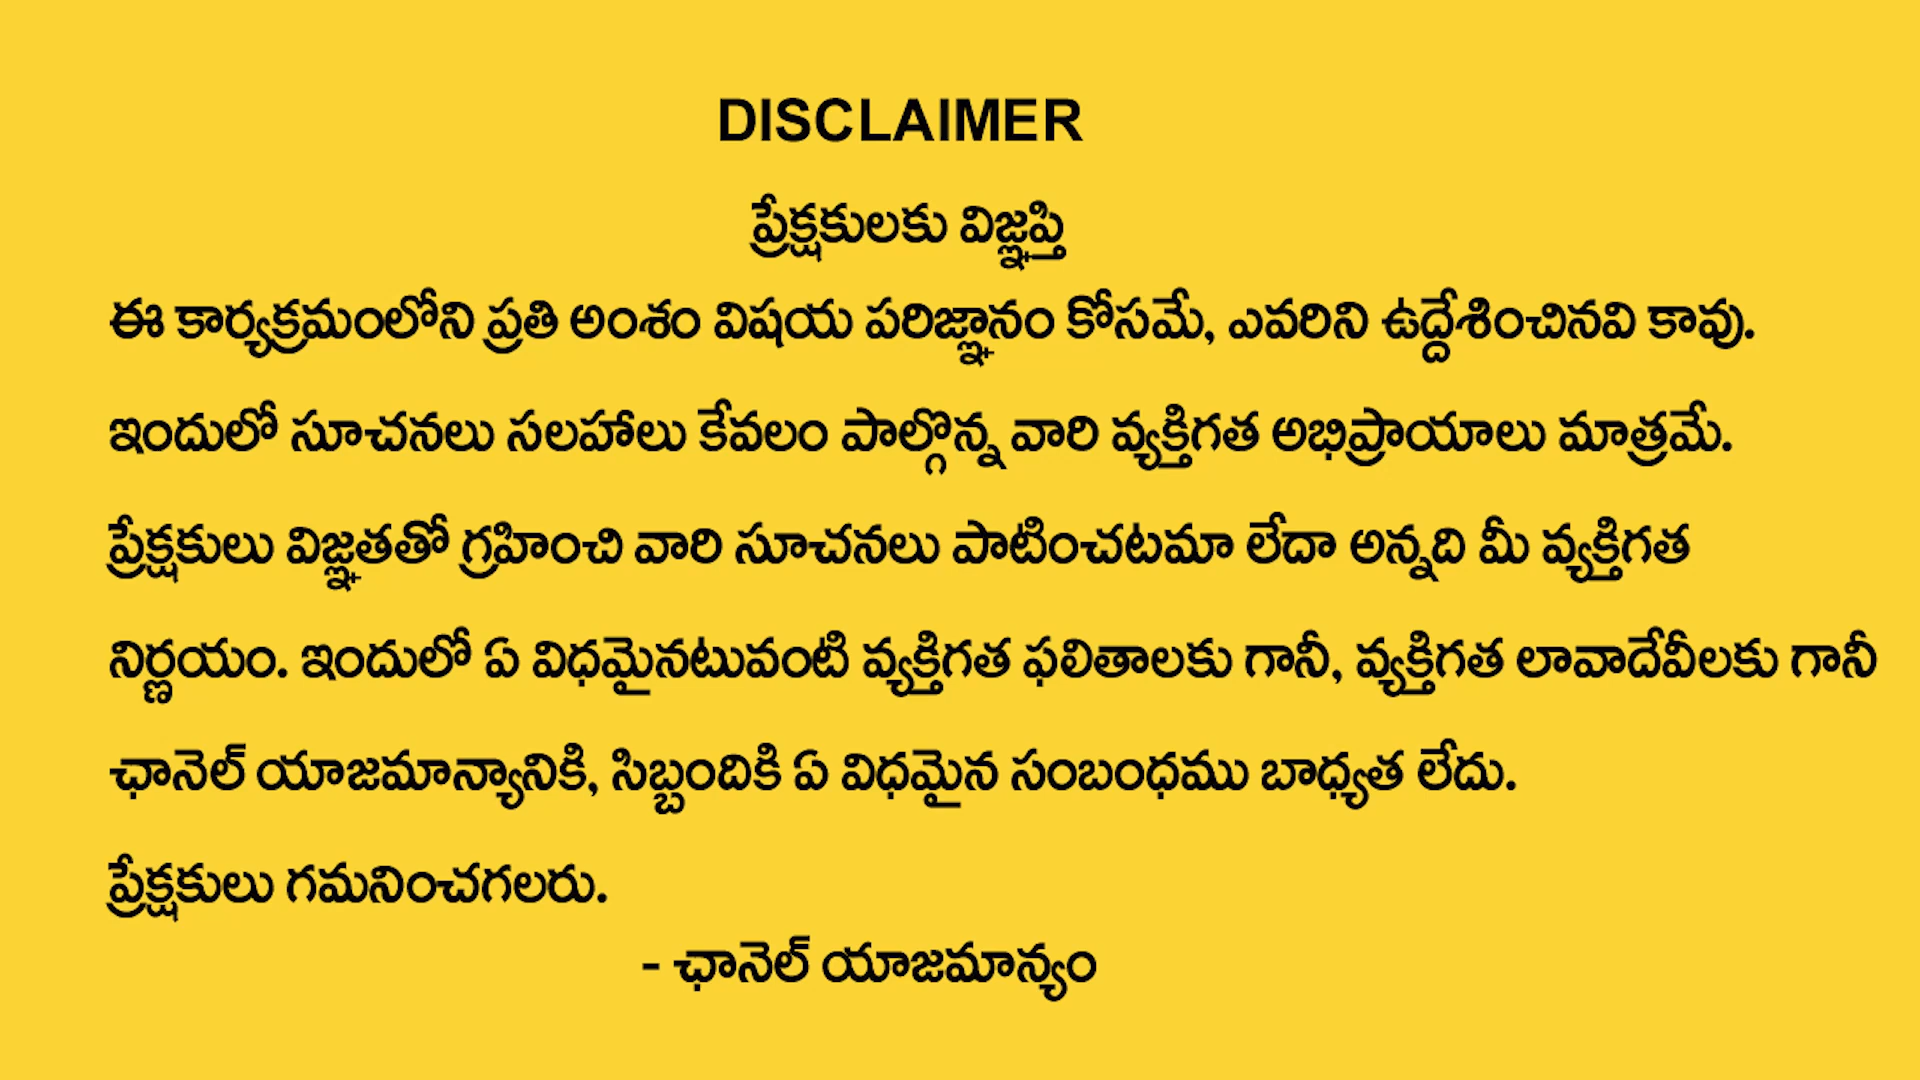 DISCLAIMER
ప్రేక్షకులకు విజ్ఞప్తి
ఈ కార్యక్రమంలోని ప్రతి అంశం విషయ పరిజ్ఞానం కోసమే, ఎవరిని ఉద్దేశించినవి కావు.
ఇందులో సూచనలు సలహాలు కేవలం పాల్గొన్న వారి వ్యక్తిగత అభిప్రాయాలు మాత్రమే.
ప్రేక్షకులు విజ్ఞతతో గ్రహించి వారి సూచనలు పాటించటమా లేదా అన్నది మీ వ్యక్తిగత
నిర్ణయం. ఇందులో ఏ విధమైనటువంటి వ్యక్తిగత ఫలితాలకు గానీ, వ్యక్తిగత లావాదేవీలకు గానీ
ఛానెల్ యాజమాన్యానికి, సిబ్బందికి ఏ విధమైన సంబంధము బాధ్యత లేదు.
ప్రేక్షకులు గమనించగలరు.
- ఛానెల్ యాజమాన్యం